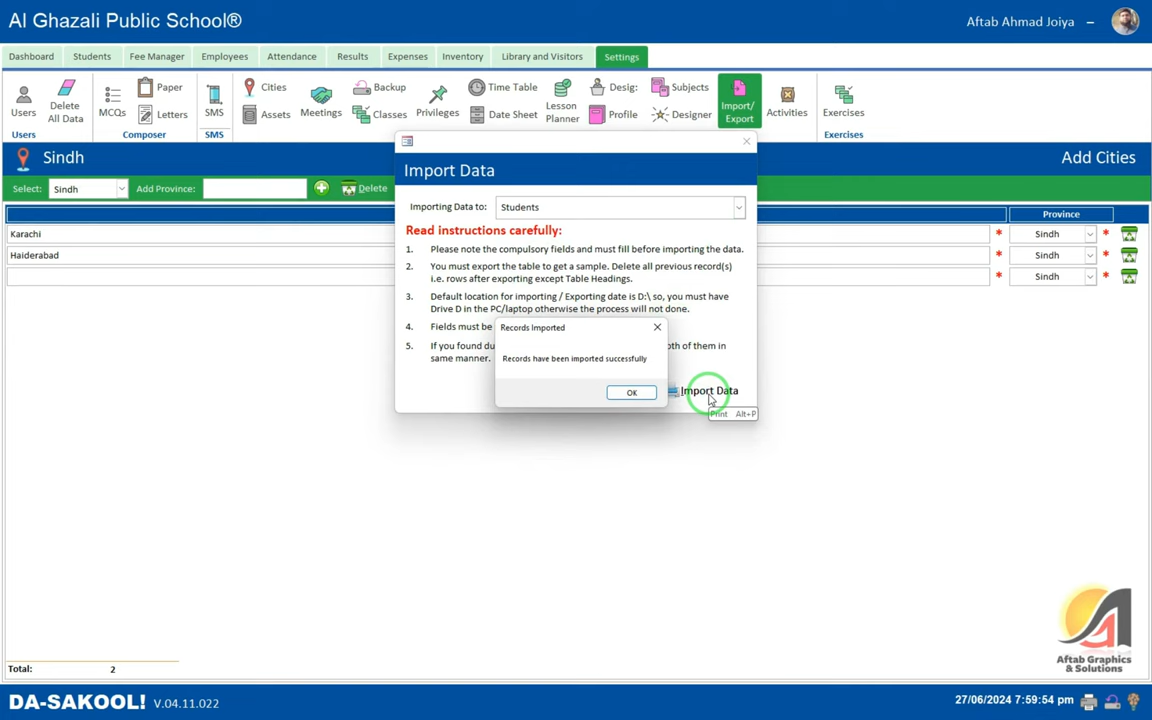 Al Ghazali Public School®
Aftab Ahmad Joiya
Dashboard Students Fee Manager Employees Attendance Results Expenses Inventory Library and Visitors Settings
Users
Delete All Data
MCQs
Paper
Letters
SMS
Cities
Assets
Meetings
Backup
Classes
Privileges
Time Table
Date Sheet
Lesson Planner
Desig:
Profile
Subjects
Designer
Import/ Export
Activities
Exercises
Users Composer SMS Exercises
Sindh
Add Cities
Select: Sindh Add Province: Delete
Province
Karachi Sindh
Haiderabad Sindh
Sindh
Import Data
Importing Data to: Students
Read instructions carefully:
1. Please note the compulsory fields and must fill before importing the data.
2. You must export the table to get a sample. Delete all previous record(s)
i.e. rows after exporting except Table Headings.
3. Default location for importing / Exporting date is D:\ so, you must have
Drive D in the PC/laptop otherwise the process will not done.
4. Fields must be
5. If you found du oth of them in
same manner.
Records Imported
Records have been imported successfully
OK
Import Data
Print Alt+P
Aftab Graphics
& Solutions
Total: 2
DA-SAKOOL! V.04.11.022
27/06/2024 7:59:54 pm